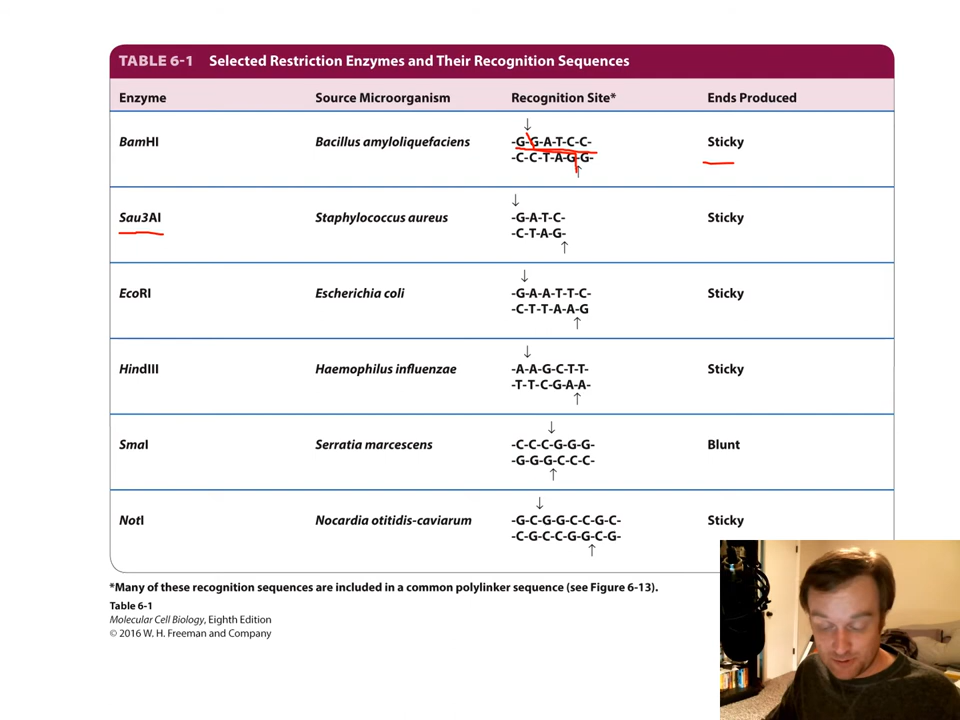 TABLE 6-1 Selected Restriction Enzymes and Their Recognition Sequences
Enzyme Source Microorganism Recognition Site* Ends Produced
↓
BamHI Bacillus amyloliquefaciens -G-G-A-T-C-C- Sticky
-C-C-T-A-G-G-
↑
↓
Sau3AI Staphylococcus aureus -G-A-T-C- Sticky
-C-T-A-G-
↑
↓
EcoRI Escherichia coli -G-A-A-T-T-C- Sticky
-C-T-T-A-A-G
↑
↓
HindIII Haemophilus influenzae -A-A-G-C-T-T- Sticky
-T-T-C-G-A-A-
↑
↓
SmaI Serratia marcescens -C-C-C-G-G-G- Blunt
-G-G-G-C-C-C-
↑
↓
NotI Nocardia otitidis-caviarum -G-C-G-G-C-C-G-C- Sticky
-C-G-C-C-G-G-C-G-
↑
*Many of these recognition sequences are included in a common polylinker sequence (see Figure 6-13).
Table 6-1
Molecular Cell Biology, Eighth Edition
© 2016 W. H. Freeman and Company